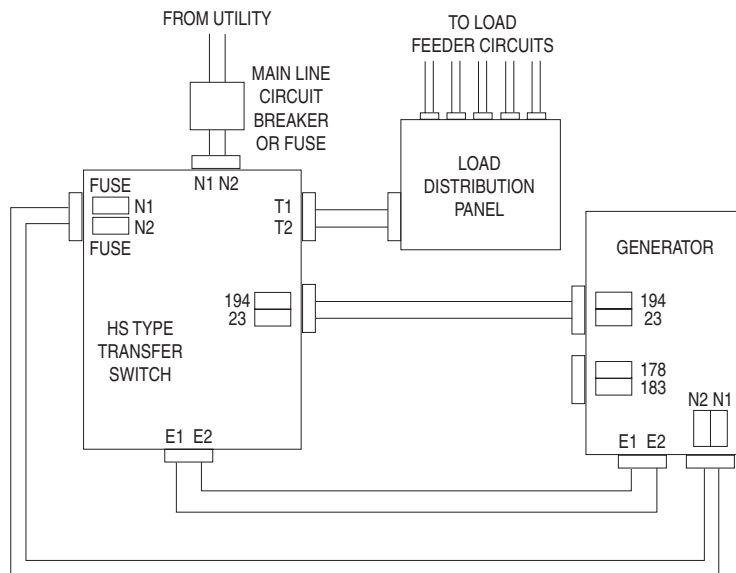 FROM UTILITY
TO LOAD
FEEDER CIRCUITS
MAIN LINE
CIRCUIT
BREAKER
OR FUSE
N1 N2
FUSE
N1
N2
FUSE
T1
T2
LOAD
DISTRIBUTION
PANEL
GENERATOR
194
23
194
23
HS TYPE
TRANSFER
SWITCH
178
183
N2 N1
E1 E2
E1 E2